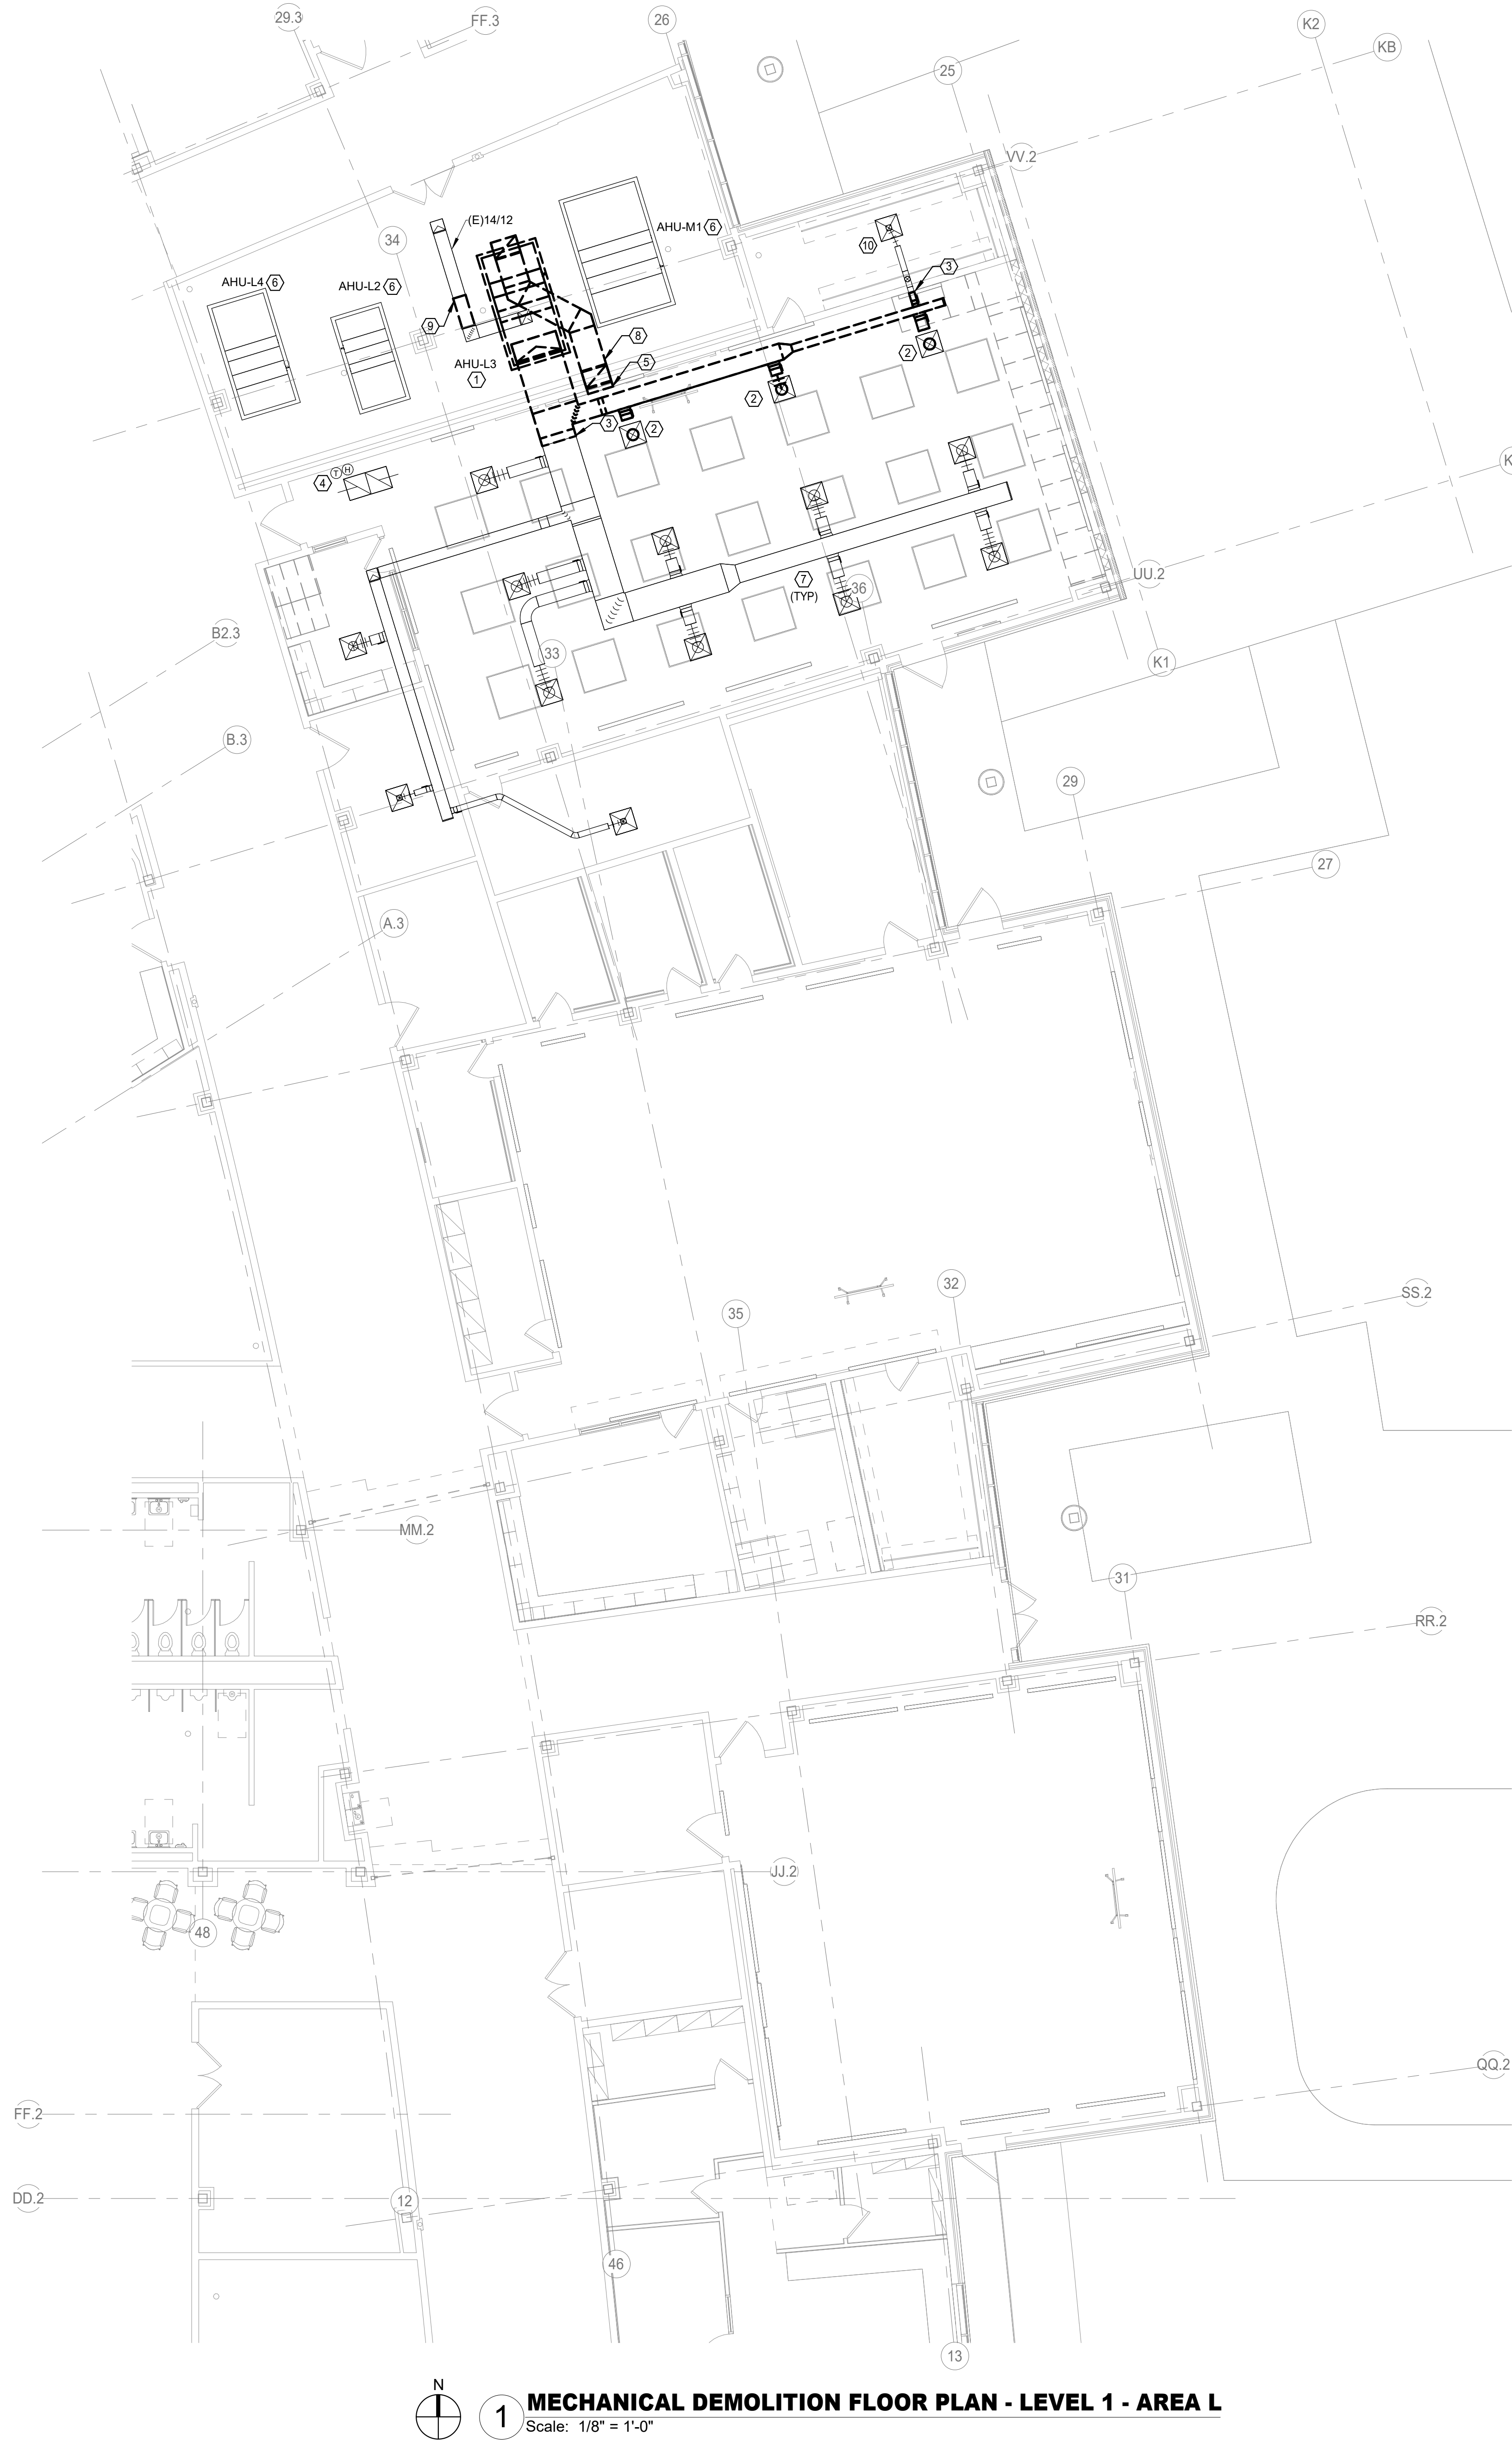 29.3
FF.3
26
K2
KB
25
VV.2
(E)14/12
AHU-M1 6
10
34
3
AHU-L4 6
AHU-L2 6
9
8
2
AHU-L3
1
5
2
3
2
K
T H
4
UU.2
7
(TYP)
36
B2.3
33
K1
B.3
29
27
A.3
32
SS.2
35
MM.2
31
RR.2
JJ.2
48
QQ.2
FF.2
DD.2
12
46
13
N
1
MECHANICAL DEMOLITION FLOOR PLAN - LEVEL 1 - AREA L
Scale: 1/8" = 1'-0"